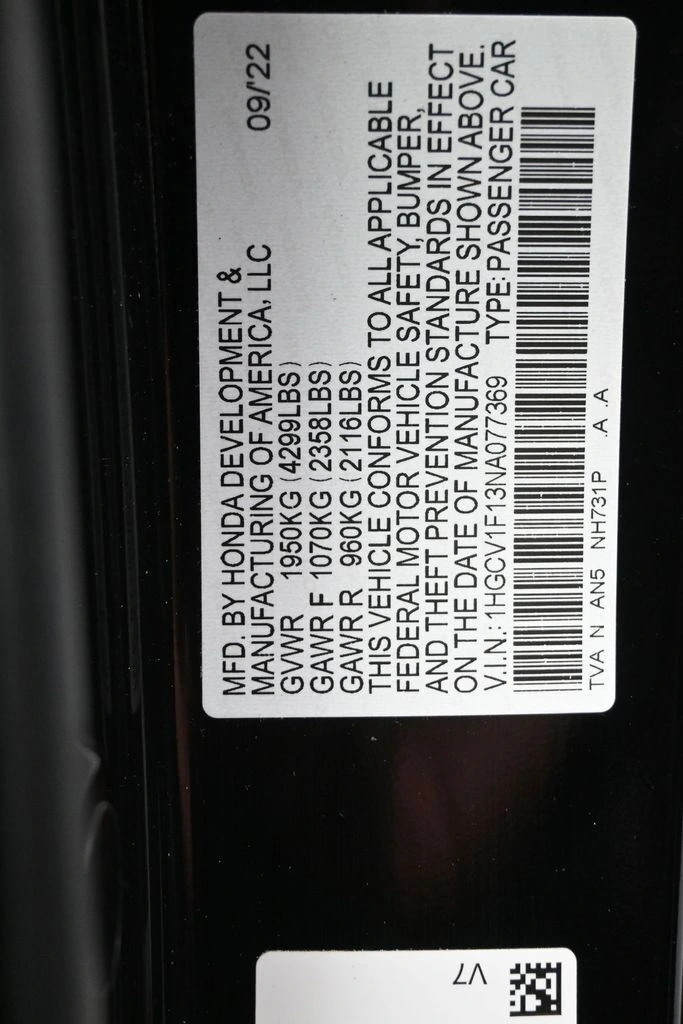 MFD. BY HONDA DEVELOPMENT &
MANUFACTURING OF AMERICA, LLC 09/'22
GVWR 1950KG (4299LBS)
GAWR F 1070KG (2358LBS)
GAWR R 960KG (2116LBS)
THIS VEHICLE CONFORMS TO ALL APPLICABLE
FEDERAL MOTOR VEHICLE SAFETY, BUMPER,
AND THEFT PREVENTION STANDARDS IN EFFECT
ON THE DATE OF MANUFACTURE SHOWN ABOVE.
V.I.N.: 1HGCV1F13NA077369 TYPE: PASSENGER CAR
TVA N AN5 NH731P .A .A
V7